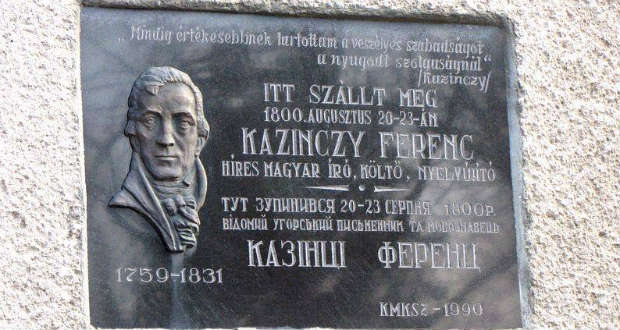 „Mindig értékesebbnek tartottam a veszélyes szabadságot
a nyugodt szolgaságnál"
/Kazinczy/
ITT SZÁLLT MEG
1800. AUGUSZTUS 20-23-ÁN
KAZINCZY FERENC
HÍRES MAGYAR ÍRÓ, KÖLTŐ, NYELVÚJÍTÓ
ТУТ ЗУПИНИВСЯ 20-23 СЕРПНЯ 1800Р.
ВІДОМИЙ УГОРСЬКИЙ ПИСЬМЕННИК ТА МОВОЗНАВЕЦЬ
КАЗІНЦІ ФЕРЕНЦ
1759-1831
KMKSZ-1990